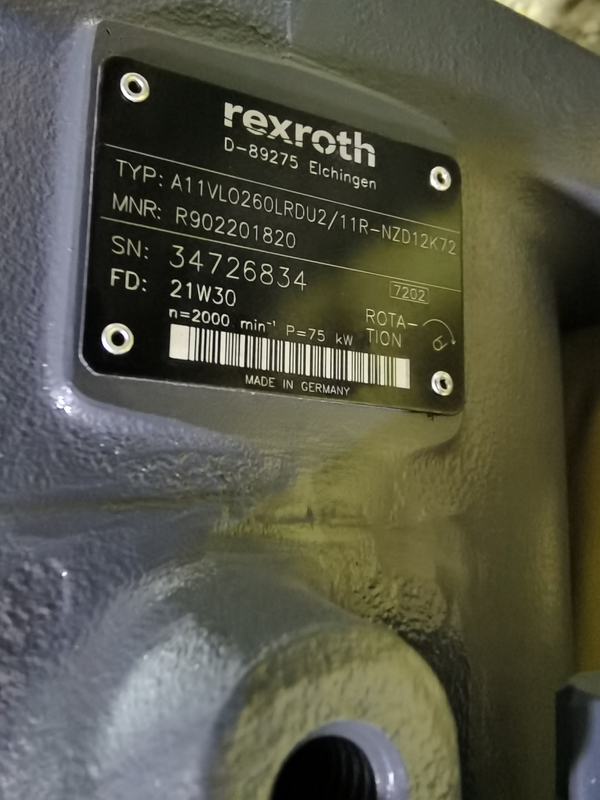 rexroth
D-89275 Elchingen
TYP: A11VLO260LRDU2/11R-NZD12K72
MNR: R902201820
SN: 34726834
7202
FD: 21W30
n=2000 min⁻¹ P=75 kW
ROTA-
TION
MADE IN GERMANY